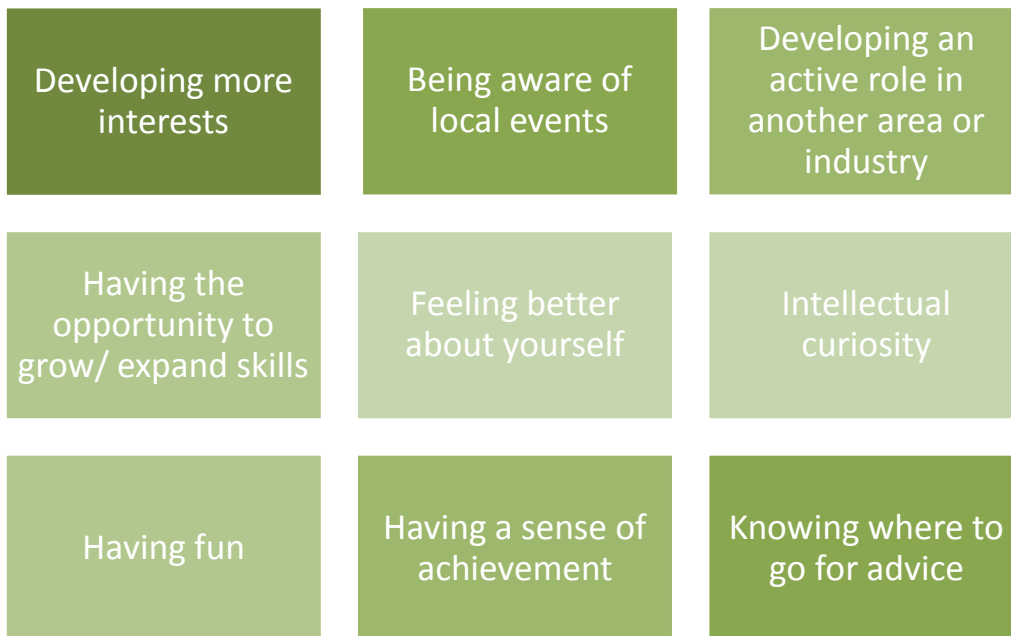 Developing more
interests
Being aware of
local events
Developing an
active role in
another area or
industry
Having the
opportunity to
grow/ expand skills
Feeling better
about yourself
Intellectual
curiosity
Having fun
Having a sense of
achievement
Knowing where to
go for advice